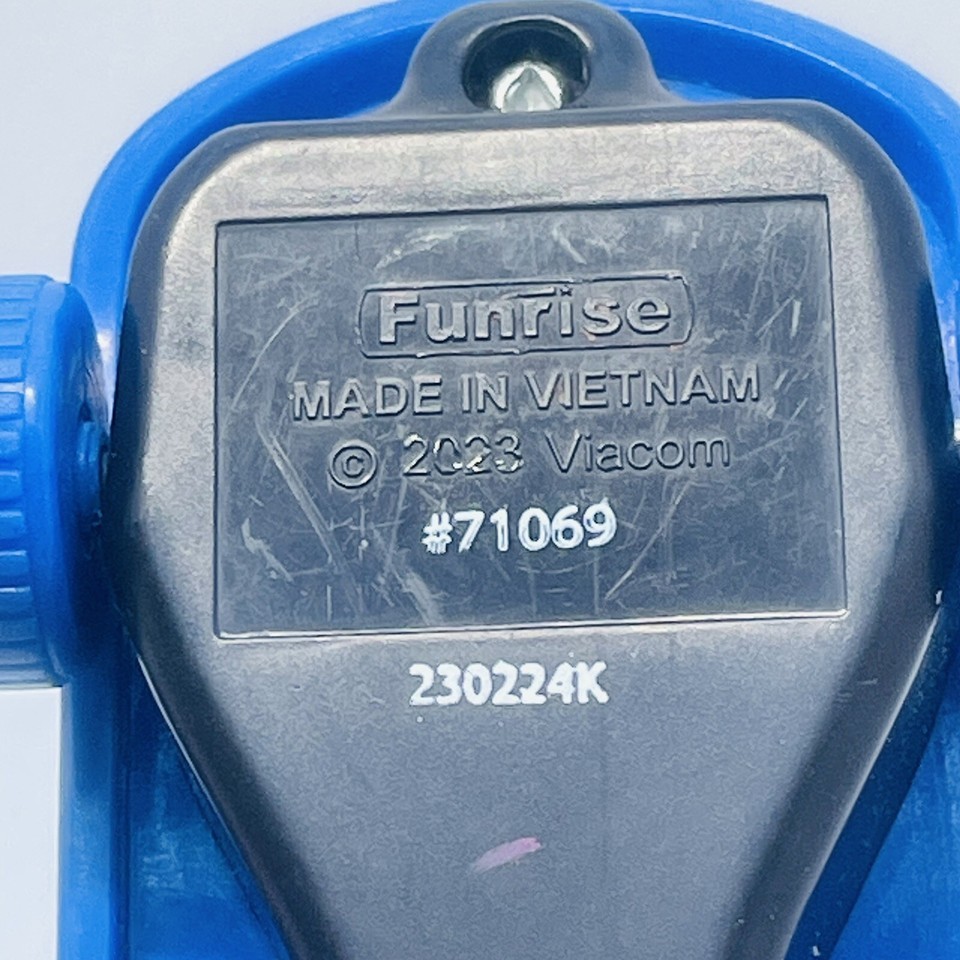 Funrise
MADE IN VIETNAM
© 2023 Viacom
#71069
230224K